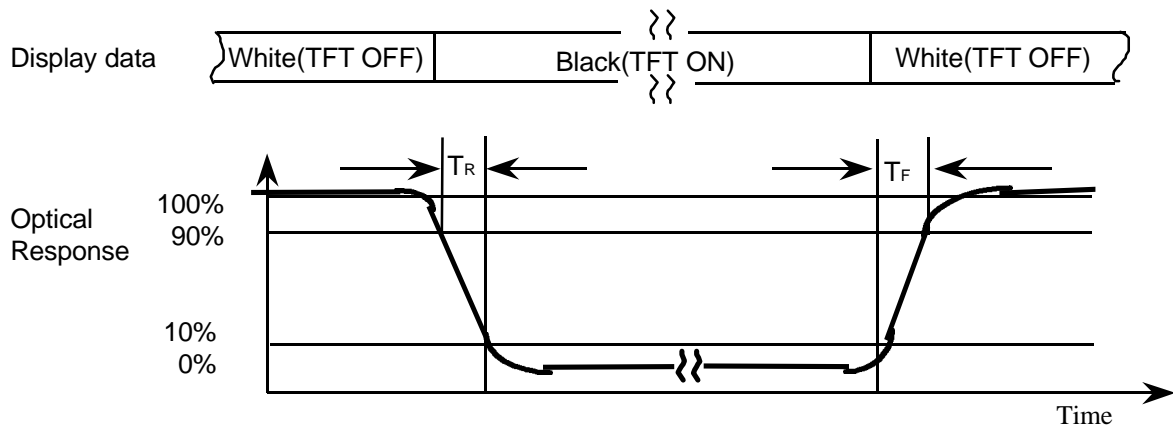 Display data
White(TFT OFF)
Black(TFT ON)
White(TFT OFF)
TR
TF
Optical
Response
100%
90%
10%
0%
Time